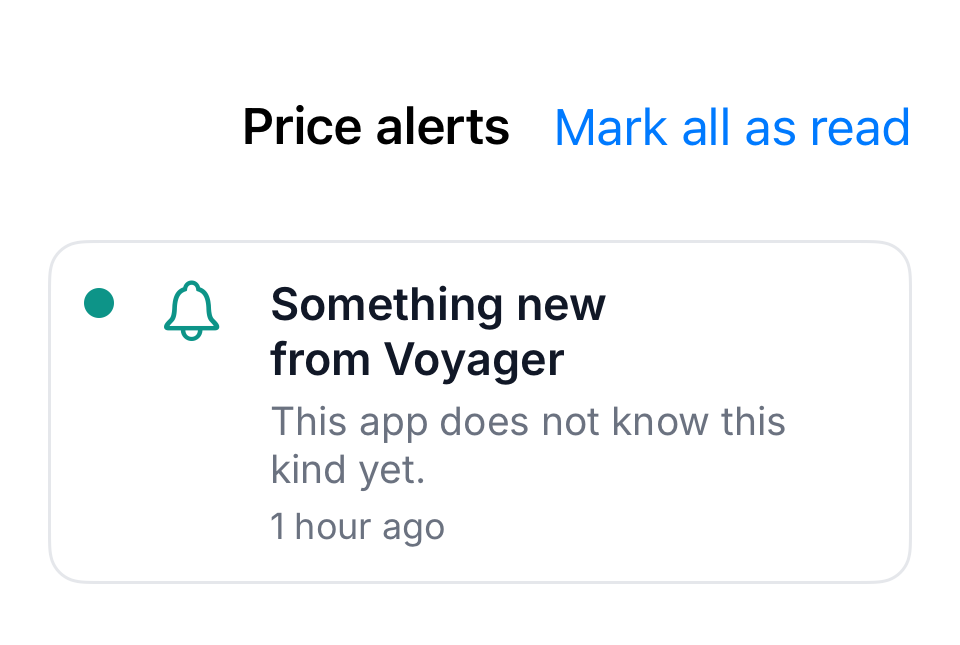 Price alerts Mark all as read
Something new
from Voyager
This app does not know this
kind yet.
1 hour ago